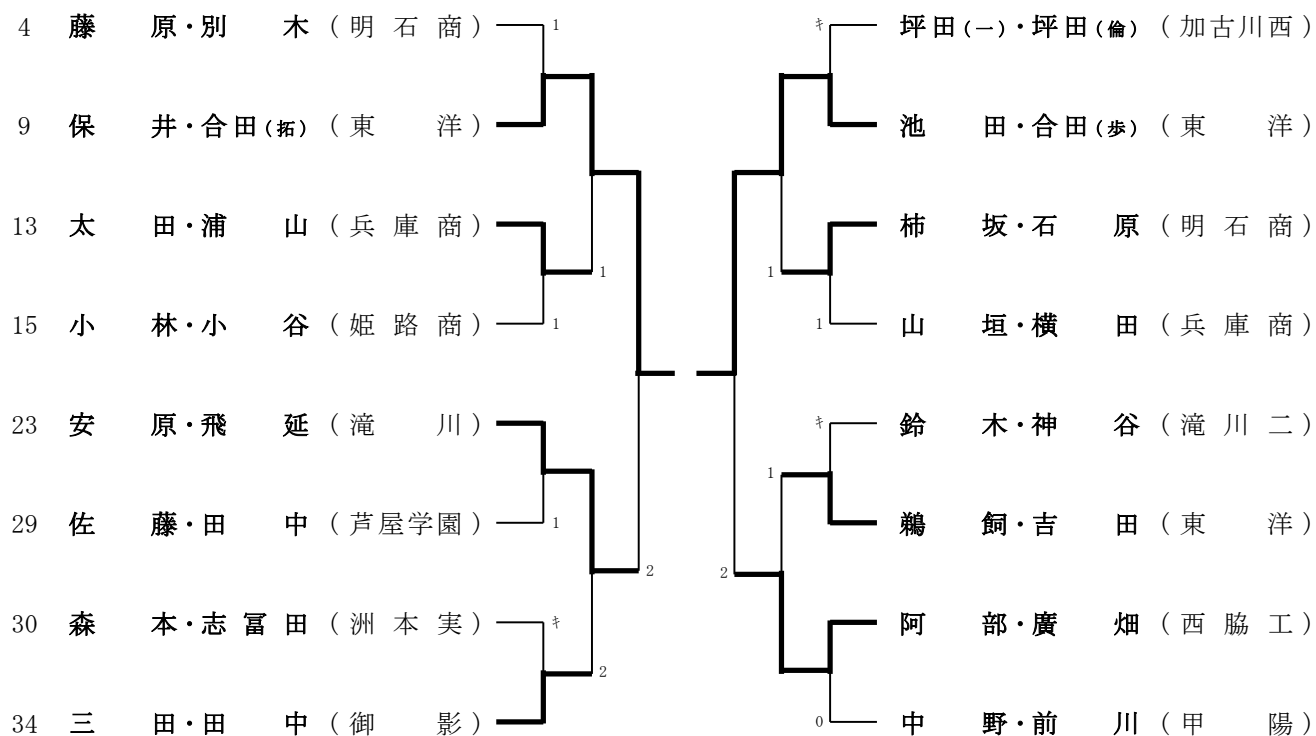 4 藤 原・別 木 (明石商) 1 ｷ 坪田(一)・坪田(倫) (加古川西)
9 保 井・合田(拓) (東 洋) 池 田・合田(歩) (東 洋)
13 太 田・浦 山 (兵庫商) 柿 坂・石 原 (明石商)
1 1
15 小 林・小 谷 (姫路商) 1 1 山 垣・横 田 (兵庫商)
23 安 原・飛 延 (滝 川) ｷ 鈴 木・神 谷 (滝川二)
1
29 佐 藤・田 中 (芦屋学園) 1 鵜 飼・吉 田 (東 洋)
2 2
30 森 本・志冨田 (洲本実) ｷ 阿 部・廣 畑 (西脇工)
2
34 三 田・田 中 (御 影) 0 中 野・前 川 (甲 陽)